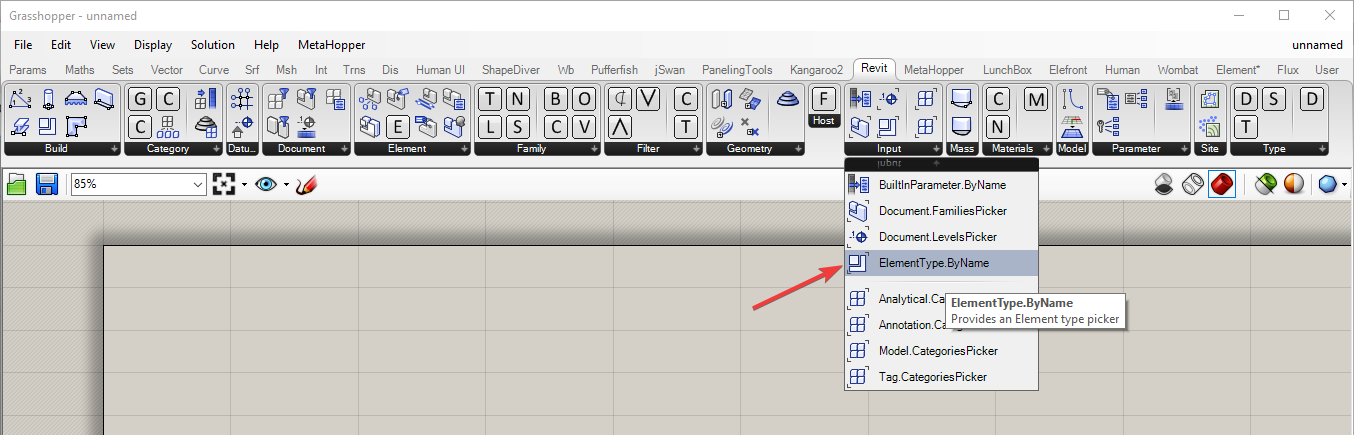 Grasshopper - unnamed
File Edit View Display Solution Help MetaHopper unnamed
Params Maths Sets Vector Curve Srf Msh Int Trns Dis Human UI ShapeDiver Wb Pufferfish jSwan PanelingTools Kangaroo2 Revit MetaHopper LunchBox Elefront Human Wombat Element* Flux User
G C T N B O ¢ V C F C M D S D
C E L S C V Λ T N T
Host
Build Category Datu... Document Element Family Filter Geometry Input Mass Materials Model Parameter Site Type
Input
85%
BuiltInParameter.ByName
Document.FamiliesPicker
Document.LevelsPicker
ElementType.ByName
Analytical.Ca
ElementType.ByName
Provides an Element type picker
Annotation.Categ
Model.CategoriesPicker
Tag.CategoriesPicker